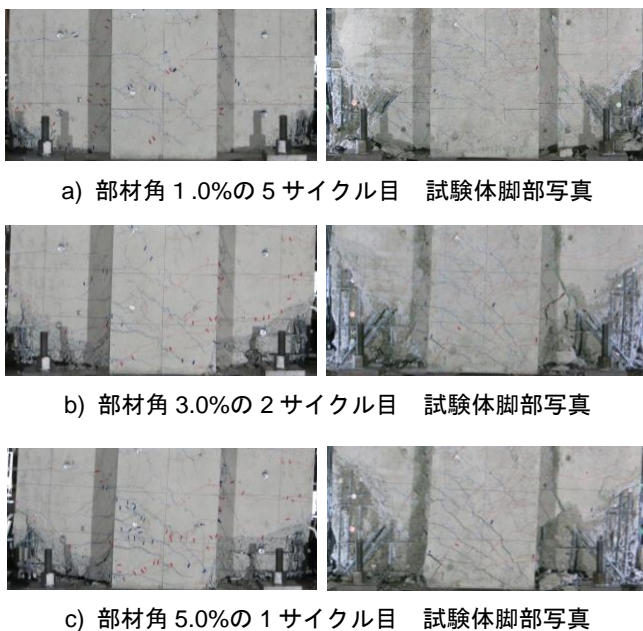 a) 部材角 1.0%の 5 サイクル目　試験体脚部写真
b) 部材角 3.0%の 2 サイクル目　試験体脚部写真
c) 部材角 5.0%の 1 サイクル目　試験体脚部写真